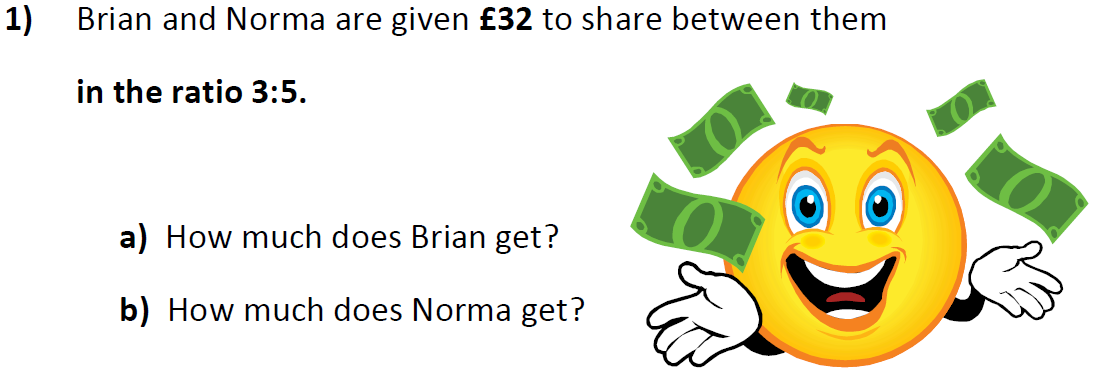 1) Brian and Norma are given £32 to share between them
in the ratio 3:5.
a) How much does Brian get?
b) How much does Norma get?